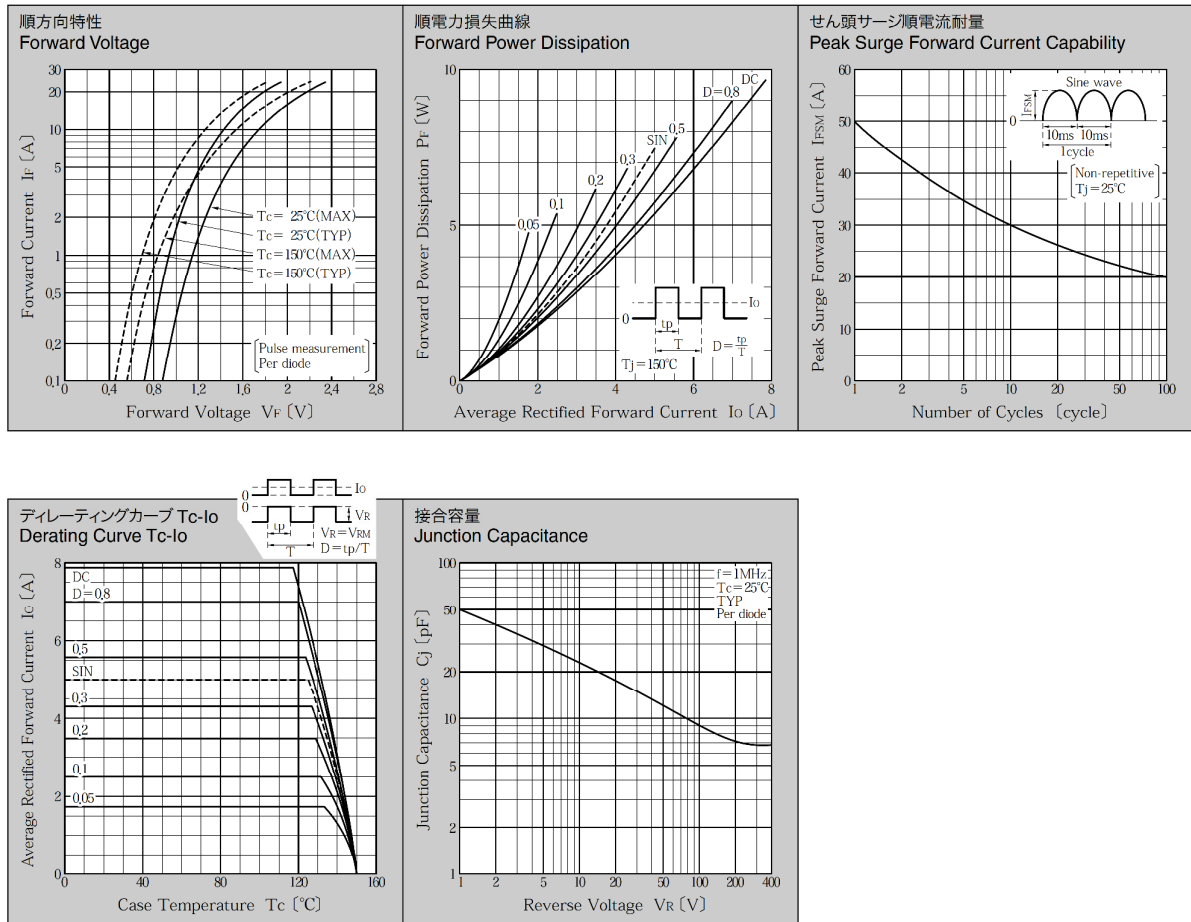 順方向特性
Forward Voltage
30
20
10
5
2
1
0.5
0.2
0.1
Forward Current IF〔A〕
Tc= 25℃(MAX)
Tc= 25℃(TYP)
Tc=150℃(MAX)
Tc=150℃(TYP)
Pulse measurement
Per diode
0 0.4 0.8 1.2 1.6 2 2.4 2.8
Forward Voltage VF〔V〕
順電力損失曲線
Forward Power Dissipation
10
5
0
Forward Power Dissipation PF〔W〕
DC
D=0.8
0.5
SIN
0.3
0.2
0.1
0.05
0
IO
tp
T
D=tp/T
Tj=150℃
0 2 4 6 8
Average Rectified Forward Current IO〔A〕
せん頭サージ順電流耐量
Peak Surge Forward Current Capability
60
50
40
30
20
10
0
Peak Surge Forward Current IFSM〔A〕
Sine wave
IFSM
0
10ms 10ms
1cycle
Non-repetitive
Tj=25℃
1 2 5 10 20 50 100
Number of Cycles 〔cycle〕
ディレーティングカーブ Tc-Io
Derating Curve Tc-Io
0
IO
0
VR
tp
T
VR=VRM
D=tp/T
8
6
4
2
0
Average Rectified Forward Current IO〔A〕
DC
D=0.8
0.5
SIN
0.3
0.2
0.1
0.05
0 40 80 120 160
Case Temperature Tc〔℃〕
接合容量
Junction Capacitance
100
50
20
10
5
2
1
Junction Capacitance Cj〔pF〕
f=1MHz
Tc=25℃
TYP
Per diode
1 2 5 10 20 50 100 200 400
Reverse Voltage VR〔V〕